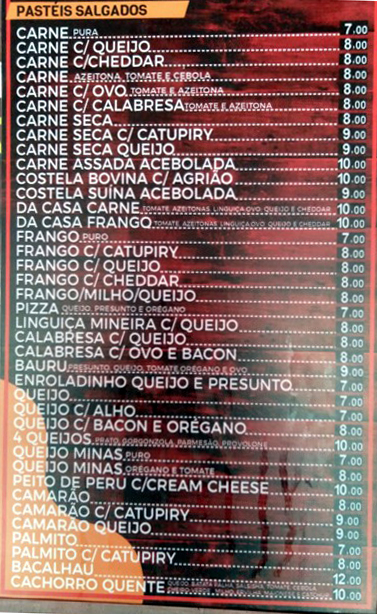 PASTÉIS SALGADOS
CARNE PURA 7.00
CARNE C/ QUEIJO 8.00
CARNE C/CHEDDAR 8.00
CARNE AZEITONA, TOMATE E CEBOLA 8.00
CARNE C/ OVO TOMATE E AZEITONA 8.00
CARNE C/ CALABRESA TOMATE E AZEITONA 8.00
CARNE SECA 8.00
CARNE SECA C/ CATUPIRY 9.00
CARNE SECA QUEIJO 9.00
CARNE ASSADA ACEBOLADA 10.00
COSTELA BOVINA C/ AGRIÃO 10.00
COSTELA SUÍNA ACEBOLADA 9.00
DA CASA CARNE TOMATE, AZEITONAS, LINGUIÇA, OVO, QUEIJO E CHEDDAR 10.00
DA CASA FRANGO TOMATE, AZEITONAS, LINGUIÇA, OVO, QUEIJO E CHEDDAR 10.00
FRANGO PURO 7.00
FRANGO C/ CATUPIRY 8.00
FRANGO C/ QUEIJO 8.00
FRANGO C/ CHEDDAR 8.00
FRANGO/MILHO/QUEIJO 8.00
PIZZA QUEIJO, PRESUNTO E ORÉGANO 7.00
LINGUIÇA MINEIRA C/ QUEIJO 8.00
CALABRESA C/ QUEIJO 8.00
CALABRESA C/ OVO E BACON 8.00
BAURU PRESUNTO, QUEIJO, TOMATE ORÉGANO E OVO 9.00
ENROLADINHO QUEIJO E PRESUNTO 7.00
QUEIJO 7.00
QUEIJO C/ ALHO 7.00
QUEIJO C/ BACON E ORÉGANO 8.00
4 QUEIJOS PRATO, GORGONZOLA, PARMESÃO, PROVOLONE 10.00
QUEIJO MINAS PURO 7.00
QUEIJO MINAS ORÉGANO E TOMATE 8.00
PEITO DE PERU C/CREAM CHEESE 10.00
CAMARÃO 8.00
CAMARÃO C/ CATUPIRY 9.00
CAMARÃO QUEIJO 9.00
PALMITO 7.00
PALMITO C/ CATUPIRY 8.00
BACALHAU 12.00
CACHORRO QUENTE 10.00